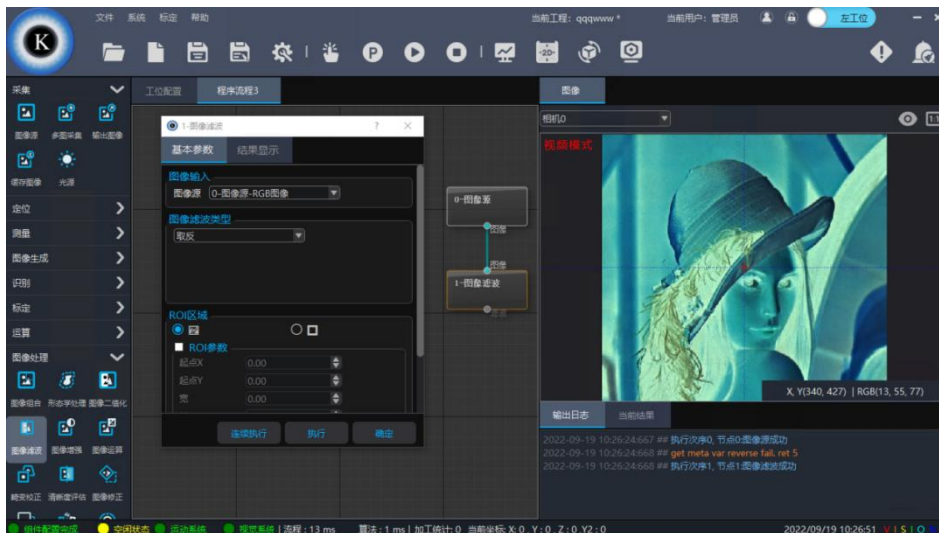 文件 系统 标定 帮助
当前工程: qqqwww *
当前用户: 管理员
左工位
K
采集
工位配置 程序流程3
图像
图像源 多图采集 输出图像
缓存图像 光源
定位
测量
图像生成
识别
标定
运算
图像处理
图像组合 形态学处理 图像二值化
图像滤波 图像增强 图像运算
畸变校正 清晰度评估 图像修正
1-图像滤波
基本参数 结果显示
图像输入
图像源 0-图像源-RGB图像
图像滤波类型
取反
ROI区域
ROI参数
起点X 0.00
起点Y 0.00
宽 0.00
连续执行 执行 确定
0-图像源
图像
图像
1-图像滤波
滤波
相机0
1:1
视频模式
X, Y(340, 427) | RGB(13, 55, 77)
输出日志 当前结果
2022-09-19 10:26:24:667 ## 执行次序0, 节点0:图像源成功
2022-09-19 10:26:24:668 ## get meta var reverse fail, ret 5
2022-09-19 10:26:24:668 ## 执行次序1, 节点1:图像滤波成功
组件配置完成 空闲状态 运动系统 视觉系统 | 流程: 13 ms 算法: 1 ms | 加工统计: 0 当前坐标: X: 0 . Y: 0 . Z: 0 .Y2: 0 2022/09/19 10:26:51 V | S | O